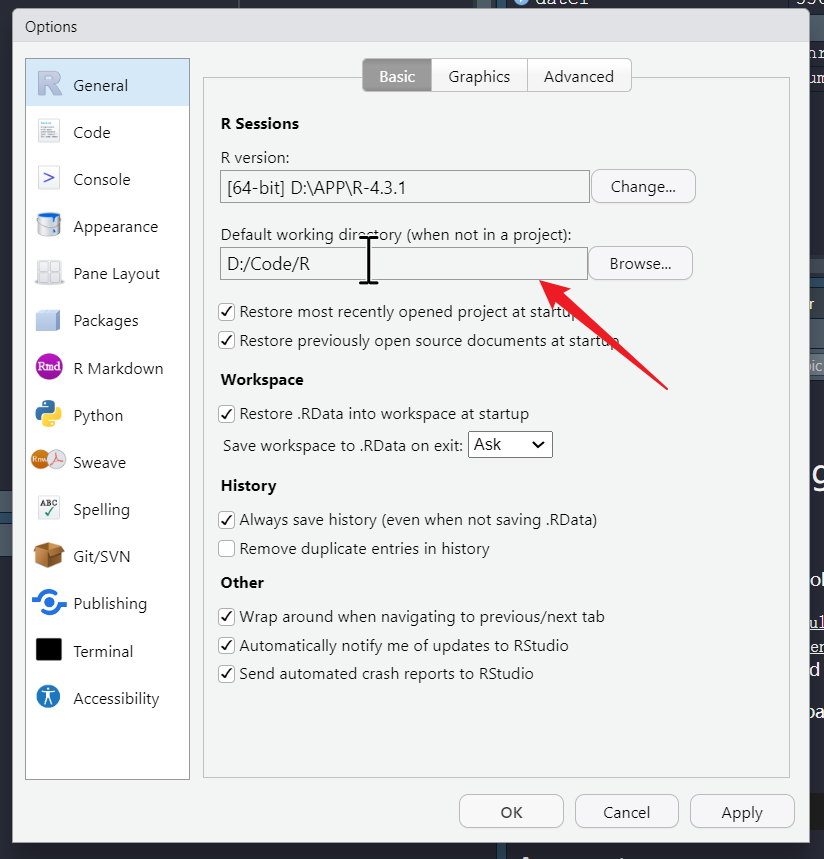 Options
General
Code
Console
Appearance
Pane Layout
Packages
Rmd R Markdown
Python
Rnw Sweave
ABC Spelling
Git/SVN
Publishing
Terminal
Accessibility
Basic Graphics Advanced
R Sessions
R version:
[64-bit] D:\APP\R-4.3.1 Change...
Default working directory (when not in a project):
D:/Code/R Browse...
Restore most recently opened project at startup
Restore previously open source documents at startup
Workspace
Restore .RData into workspace at startup
Save workspace to .RData on exit: Ask
History
Always save history (even when not saving .RData)
Remove duplicate entries in history
Other
Wrap around when navigating to previous/next tab
Automatically notify me of updates to RStudio
Send automated crash reports to RStudio
OK Cancel Apply